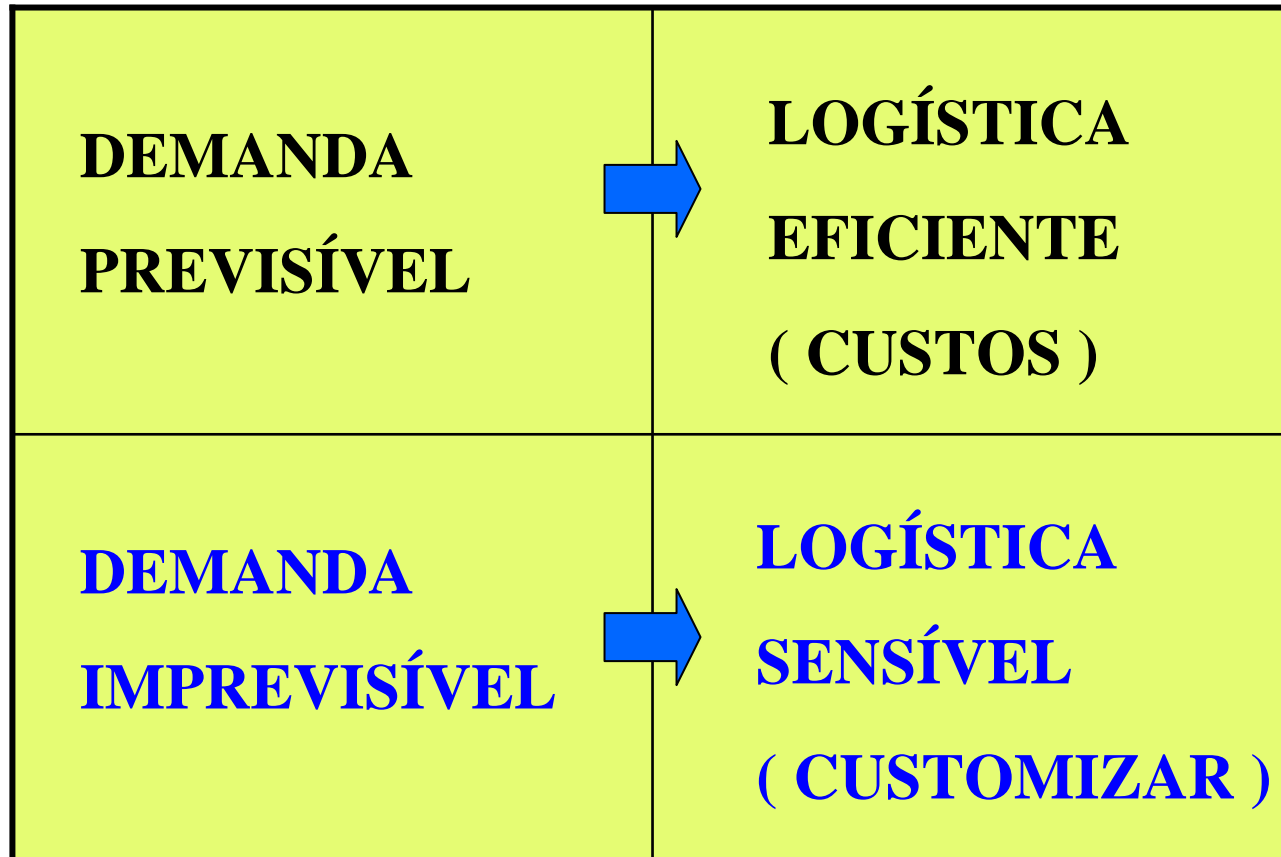 DEMANDA
PREVISÍVEL
LOGÍSTICA
EFICIENTE
( CUSTOS )
DEMANDA
IMPREVISÍVEL
LOGÍSTICA
SENSÍVEL
( CUSTOMIZAR )